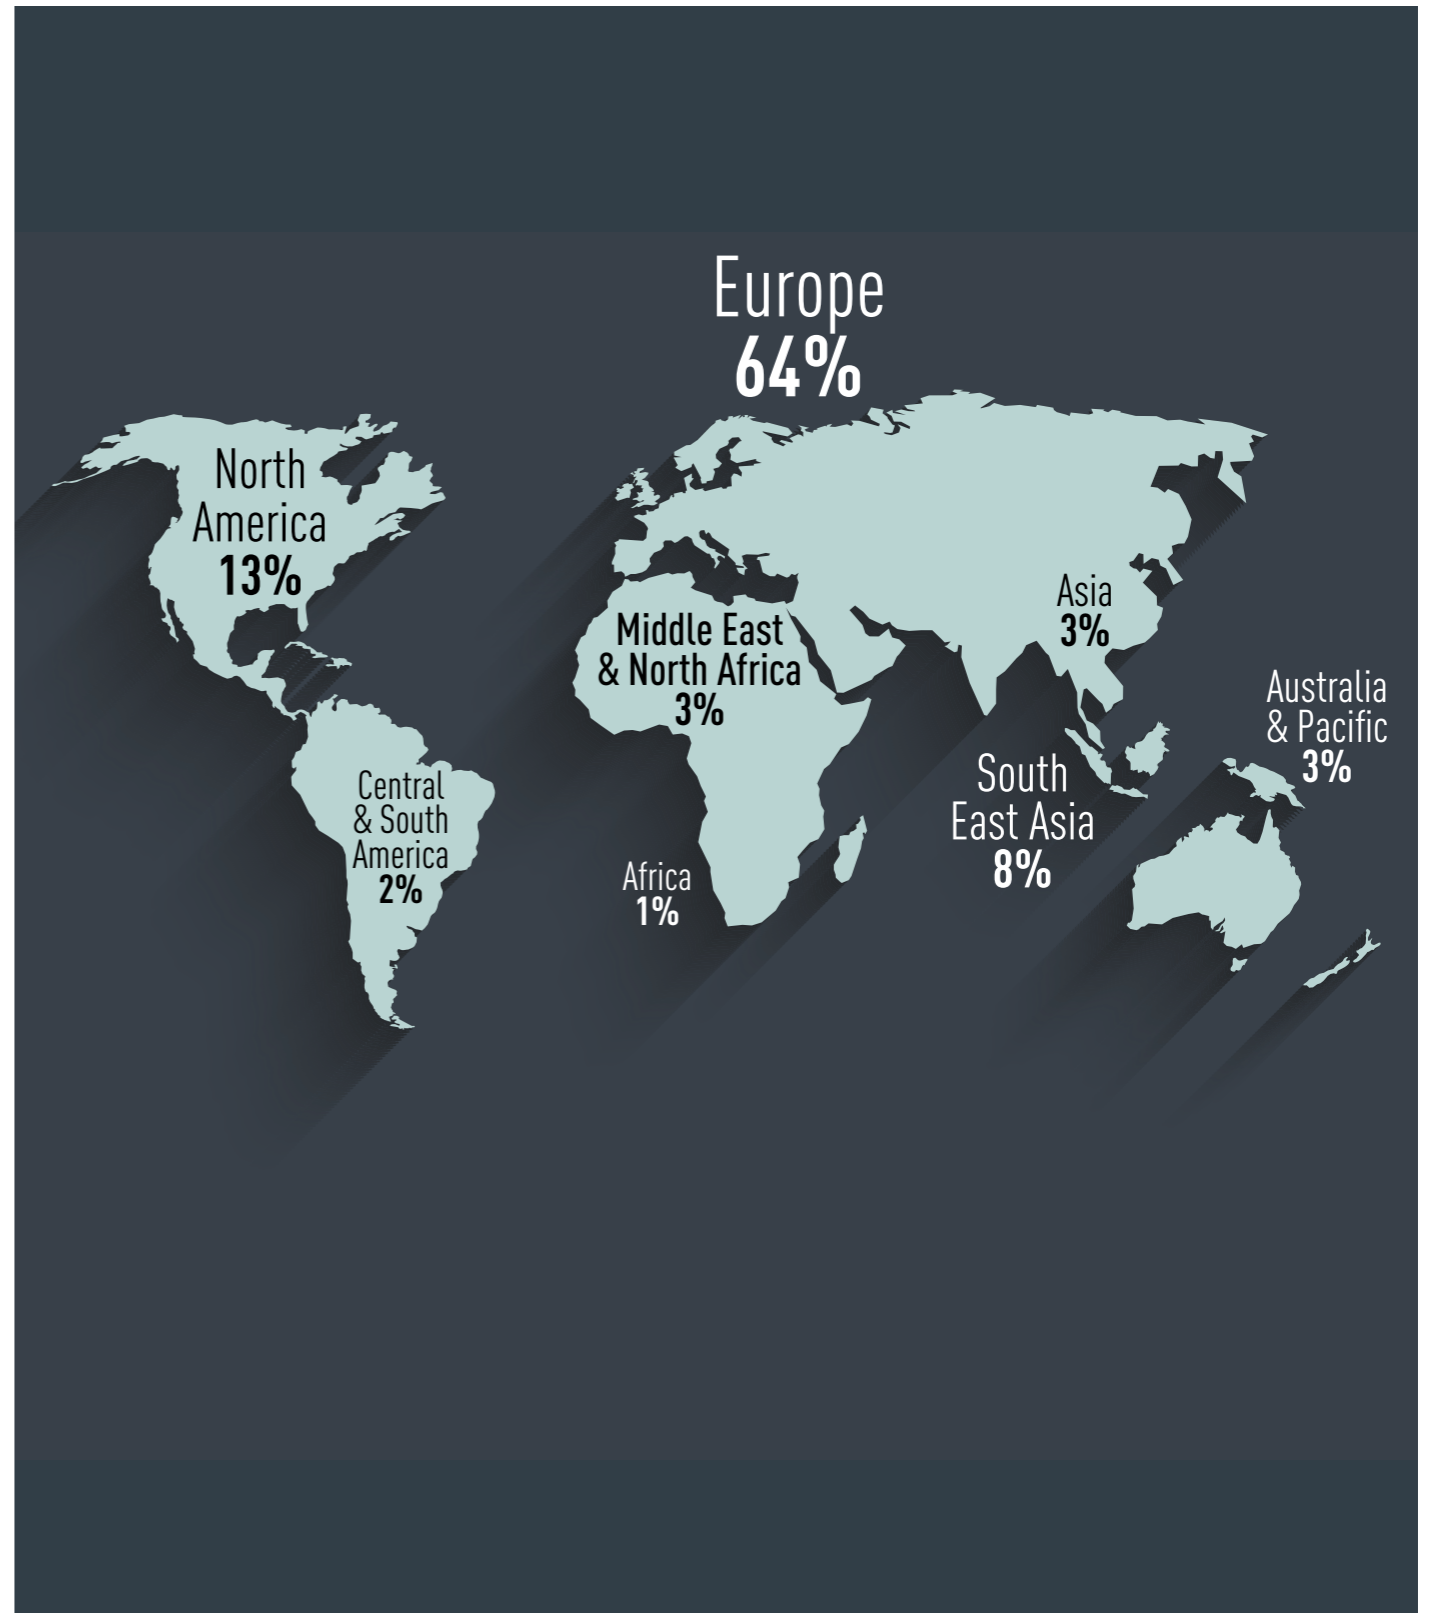 Europe
64%
North
America
13%
Asia
3%
Middle East
& North Africa
3%
Australia
& Pacific
3%
South
East Asia
8%
Central
& South
America
2%
Africa
1%